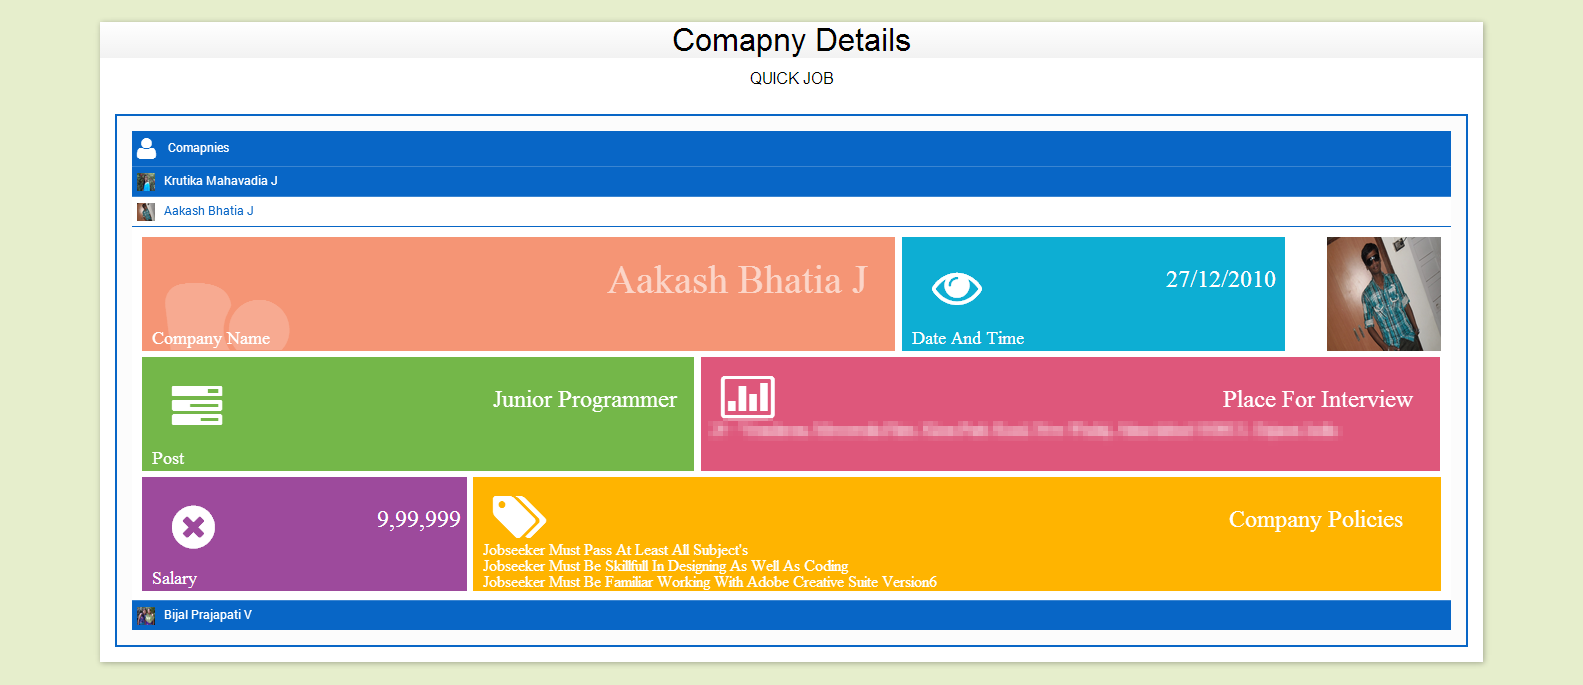 Comapny Details
QUICK JOB
Comapnies
Krutika Mahavadia J
Aakash Bhatia J
Aakash Bhatia J
Company Name
27/12/2010
Date And Time
Junior Programmer
Post
Place For Interview
9,99,999
Salary
Company Policies
Jobseeker Must Pass At Least All Subject's
Jobseeker Must Be Skillfull In Designing As Well As Coding
Jobseeker Must Be Familiar Working With Adobe Creative Suite Version6
Bijal Prajapati V